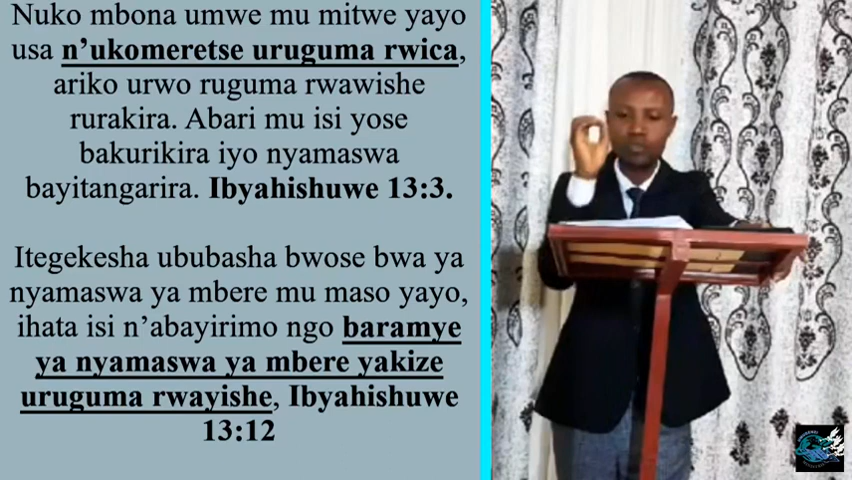 Nuko mbona umwe mu mitwe yayo
usa n’ukomeretse uruguma rwica,
ariko urwo ruguma rwawishe
rurakira. Abari mu isi yose
bakurikira iyo nyamaswa
bayitangarira. Ibyahishuwe 13:3.
Itegekesha ububasha bwose bwa ya
nyamaswa ya mbere mu maso yayo,
ihata isi n’abayirimo ngo baramye
ya nyamaswa ya mbere yakize
uruguma rwayishe, Ibyahishuwe
13:12